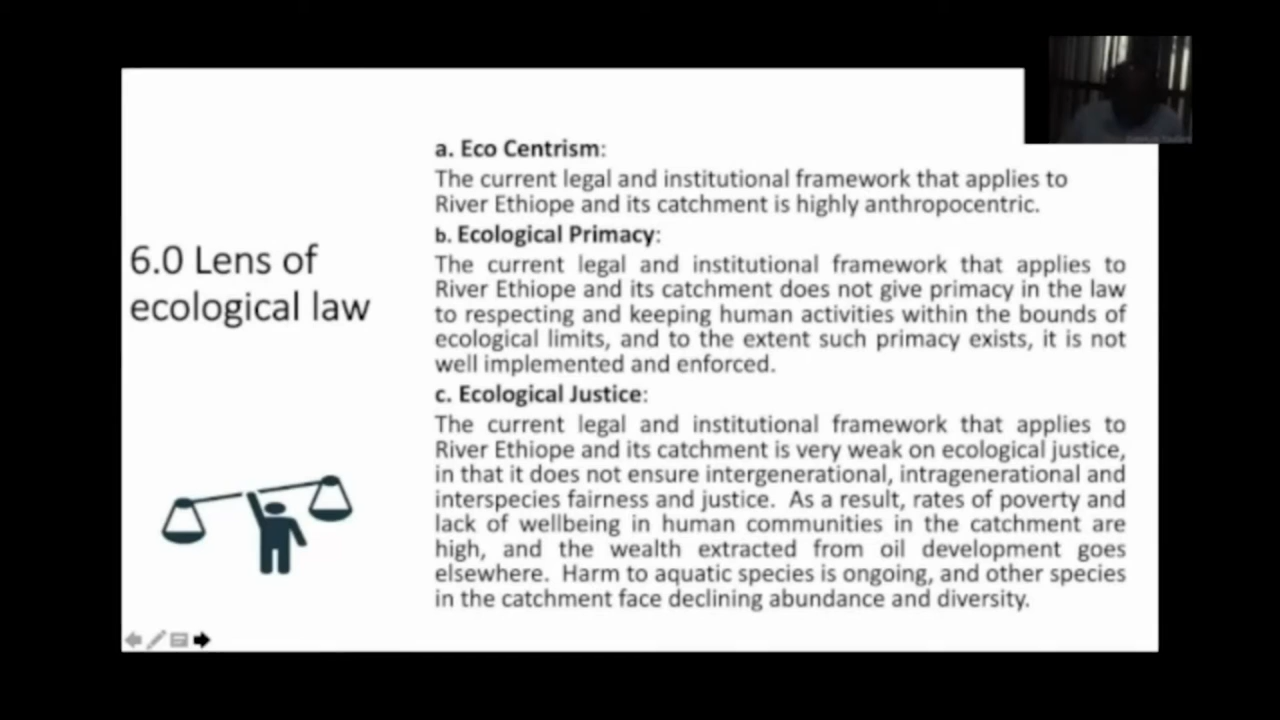 6.0 Lens of
ecological law
a. Eco Centrism:
The current legal and institutional framework that applies to
River Ethiope and its catchment is highly anthropocentric.
b. Ecological Primacy:
The current legal and institutional framework that applies to
River Ethiope and its catchment does not give primacy in the law
to respecting and keeping human activities within the bounds of
ecological limits, and to the extent such primacy exists, it is not
well implemented and enforced.
c. Ecological Justice:
The current legal and institutional framework that applies to
River Ethiope and its catchment is very weak on ecological justice,
in that it does not ensure intergenerational, intragenerational and
interspecies fairness and justice. As a result, rates of poverty and
lack of wellbeing in human communities in the catchment are
high, and the wealth extracted from oil development goes
elsewhere. Harm to aquatic species is ongoing, and other species
in the catchment face declining abundance and diversity.